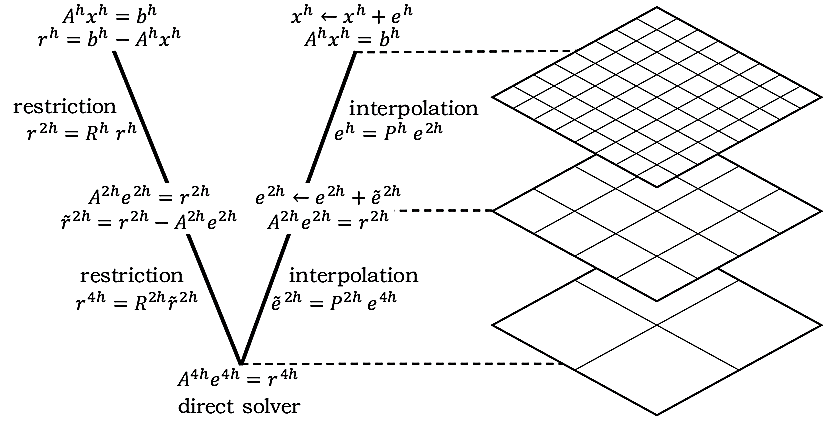 A^h x^h = b^h
r^h = b^h − A^h x^h
restriction
r^{2h} = R^h r^h
A^{2h} e^{2h} = r^{2h}
r̃^{2h} = r^{2h} − A^{2h} e^{2h}
restriction
r^{4h} = R^{2h} r̃^{2h}
A^{4h} e^{4h} = r^{4h}
direct solver
x^h ← x^h + e^h
A^h x^h = b^h
interpolation
e^h = P^h e^{2h}
e^{2h} ← e^{2h} + ẽ^{2h}
A^{2h} e^{2h} = r^{2h}
interpolation
ẽ^{2h} = P^{2h} e^{4h}